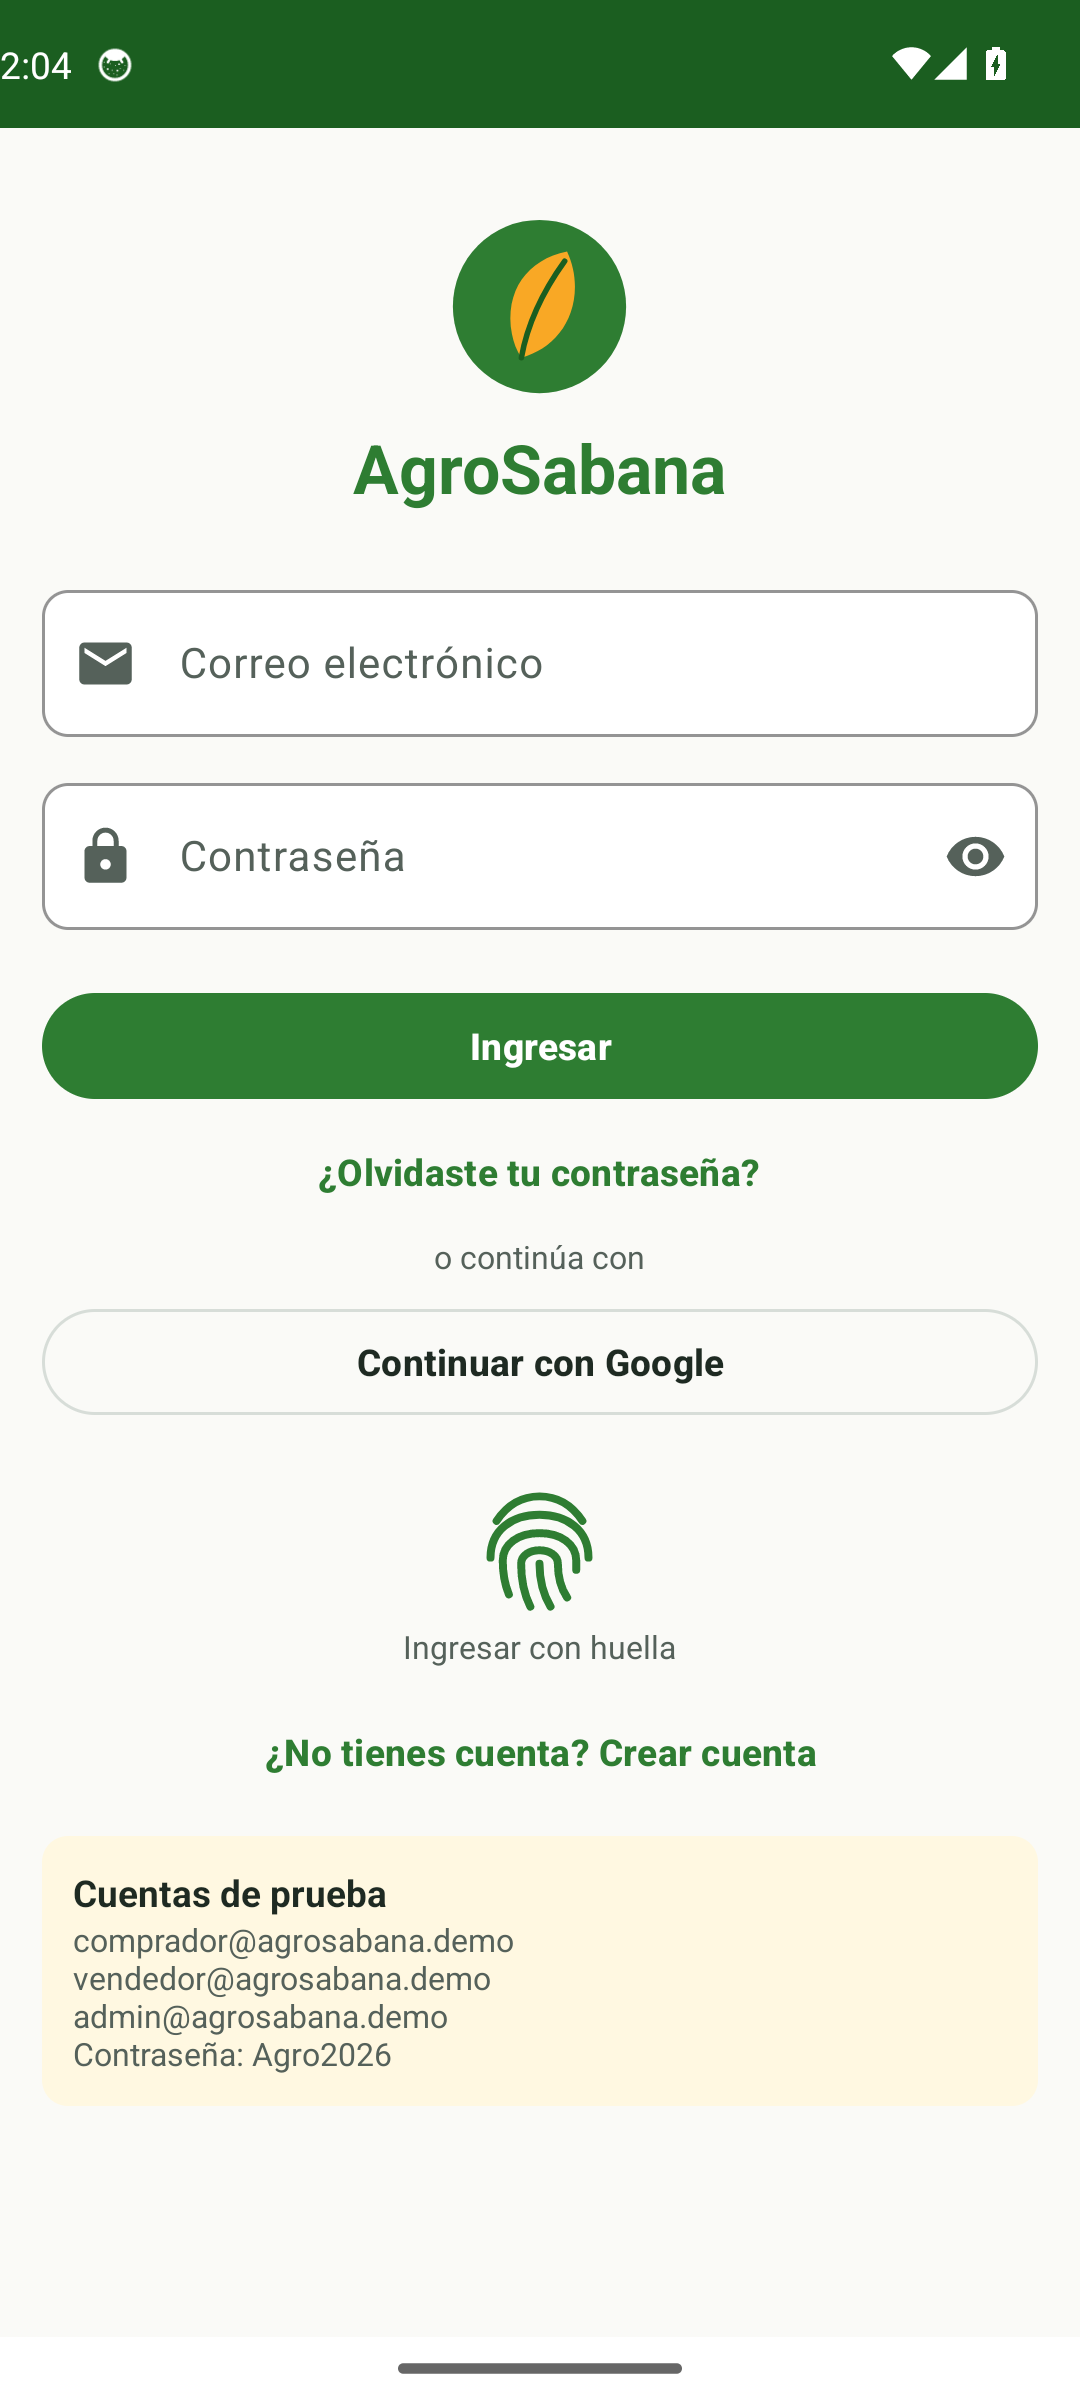 2:04
AgroSabana
Correo electrónico
Contraseña
Ingresar
¿Olvidaste tu contraseña?
o continúa con
Continuar con Google
Ingresar con huella
¿No tienes cuenta? Crear cuenta
Cuentas de prueba
comprador@agrosabana.demo
vendedor@agrosabana.demo
admin@agrosabana.demo
Contraseña: Agro2026